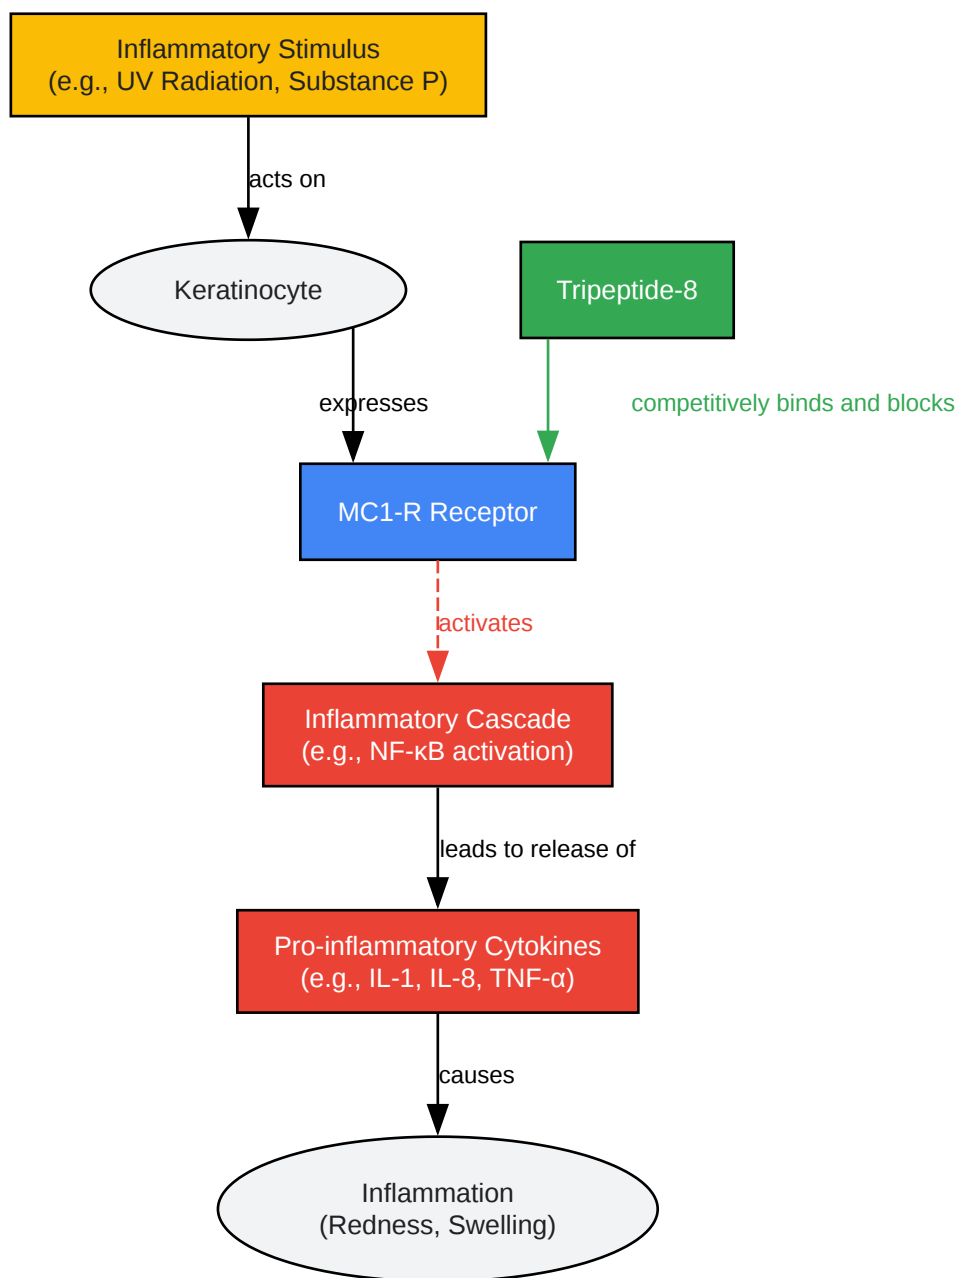 Inflammatory Stimulus
(e.g., UV Radiation, Substance P)
acts on
Keratinocyte
Tripeptide-8
expresses
competitively binds and blocks
MC1-R Receptor
activates
Inflammatory Cascade
(e.g., NF-κB activation)
leads to release of
Pro-inflammatory Cytokines
(e.g., IL-1, IL-8, TNF-α)
causes
Inflammation
(Redness, Swelling)